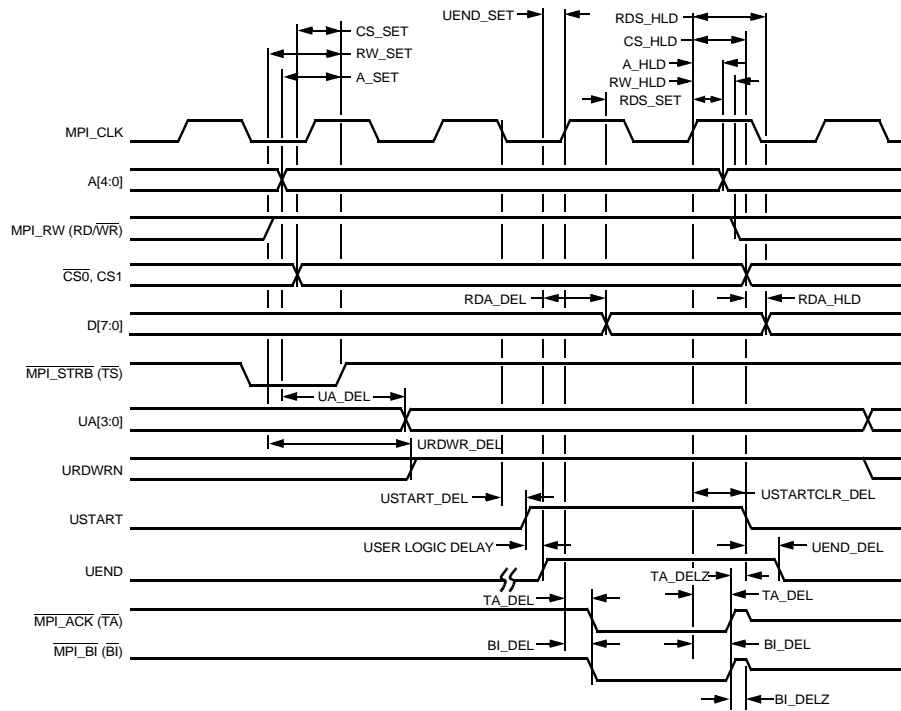 CS_SET
RW_SET
A_SET
UEND_SET
RDS_HLD
CS_HLD
A_HLD
RW_HLD
RDS_SET
MPI_CLK
A[4:0]
MPI_RW (RD/WR)
CS0, CS1
RDA_DEL
RDA_HLD
D[7:0]
MPI_STRB (TS)
UA_DEL
UA[3:0]
URDWR_DEL
URDWRN
USTART_DEL
USTARTCLR_DEL
USTART
USER LOGIC DELAY
UEND_DEL
UEND
TA_DELZ
TA_DEL
TA_DEL
MPI_ACK (TA)
BI_DEL
BI_DEL
MPI_BI (BI)
BI_DELZ